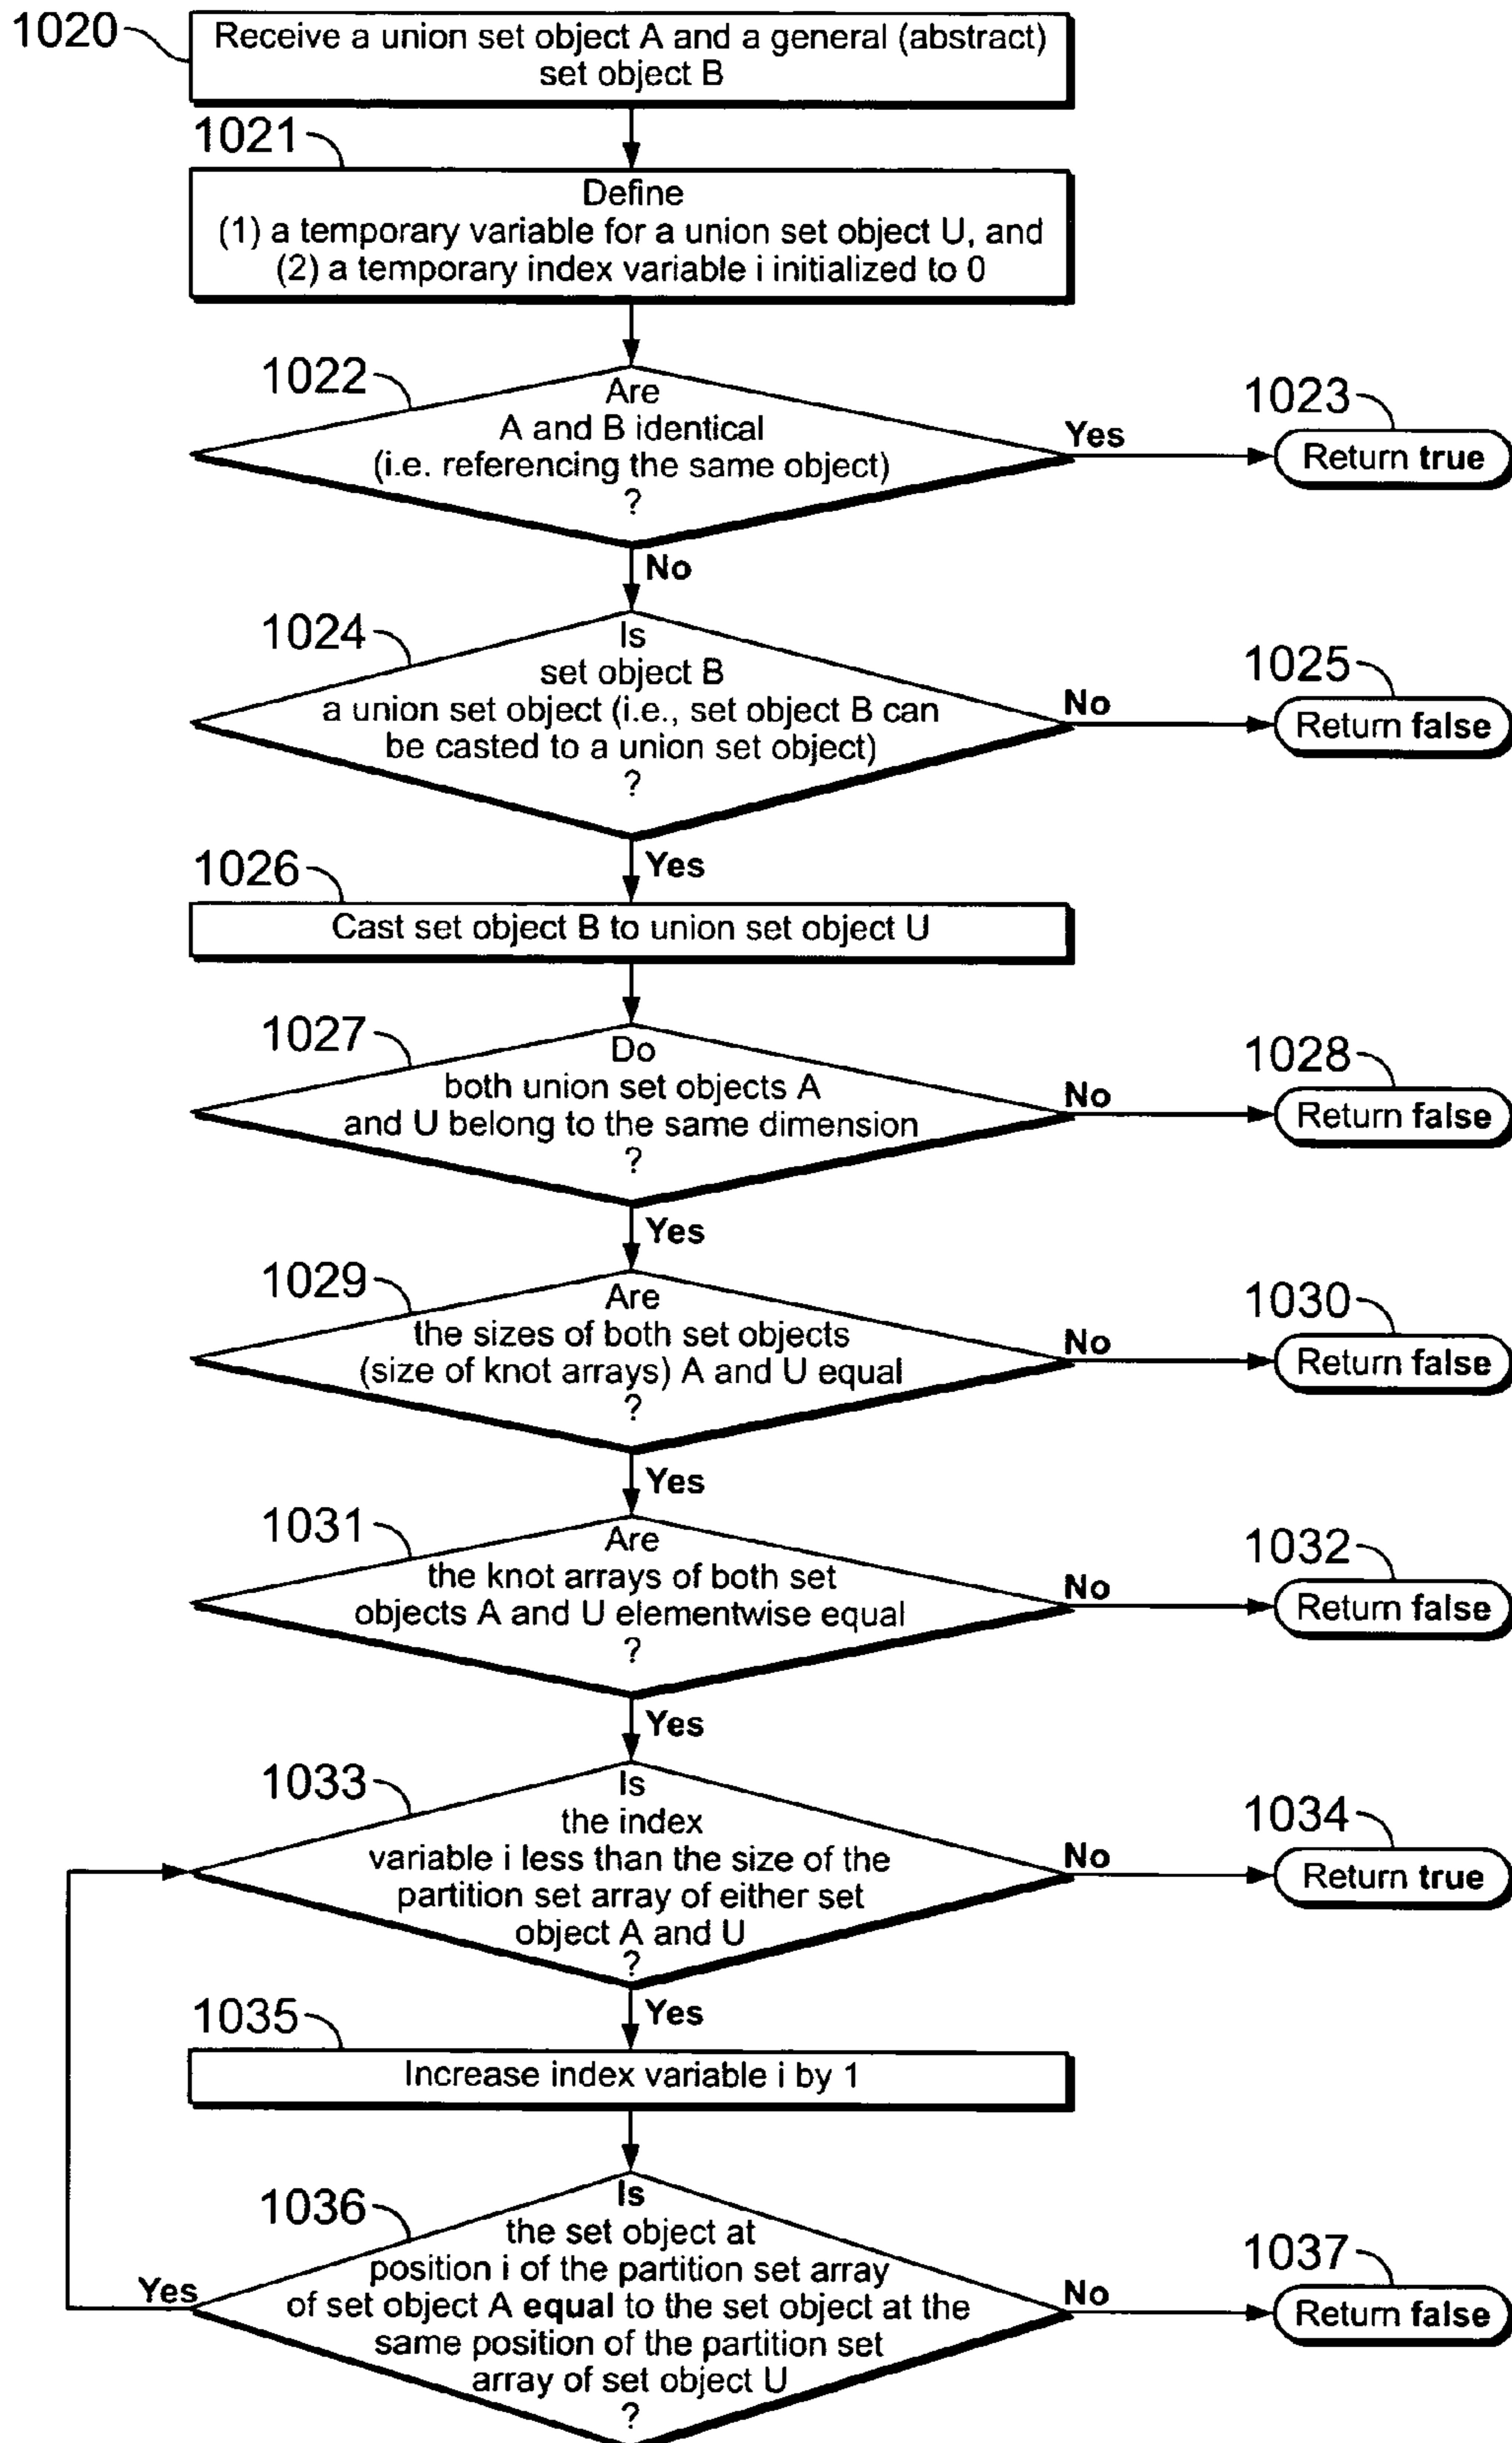 1020
Receive a union set object A and a general (abstract)
set object B
1021
Define
(1) a temporary variable for a union set object U, and
(2) a temporary index variable i initialized to 0
1022
Are
A and B identical
(i.e. referencing the same object)
?
Yes
1023
Return true
No
1024
Is
set object B
a union set object (i.e., set object B can
be casted to a union set object)
?
No
1025
Return false
Yes
1026
Cast set object B to union set object U
1027
Do
both union set objects A
and U belong to the same dimension
?
No
1028
Return false
Yes
1029
Are
the sizes of both set objects
(size of knot arrays) A and U equal
?
No
1030
Return false
Yes
1031
Are
the knot arrays of both set
objects A and U elementwise equal
?
No
1032
Return false
Yes
1033
Is
the index
variable i less than the size of the
partition set array of either set
object A and U
?
No
1034
Return true
Yes
1035
Increase index variable i by 1
1036
Is
the set object at
position i of the partition set array
of set object A equal to the set object at the
same position of the partition set
array of set object U
?
Yes
No
1037
Return false